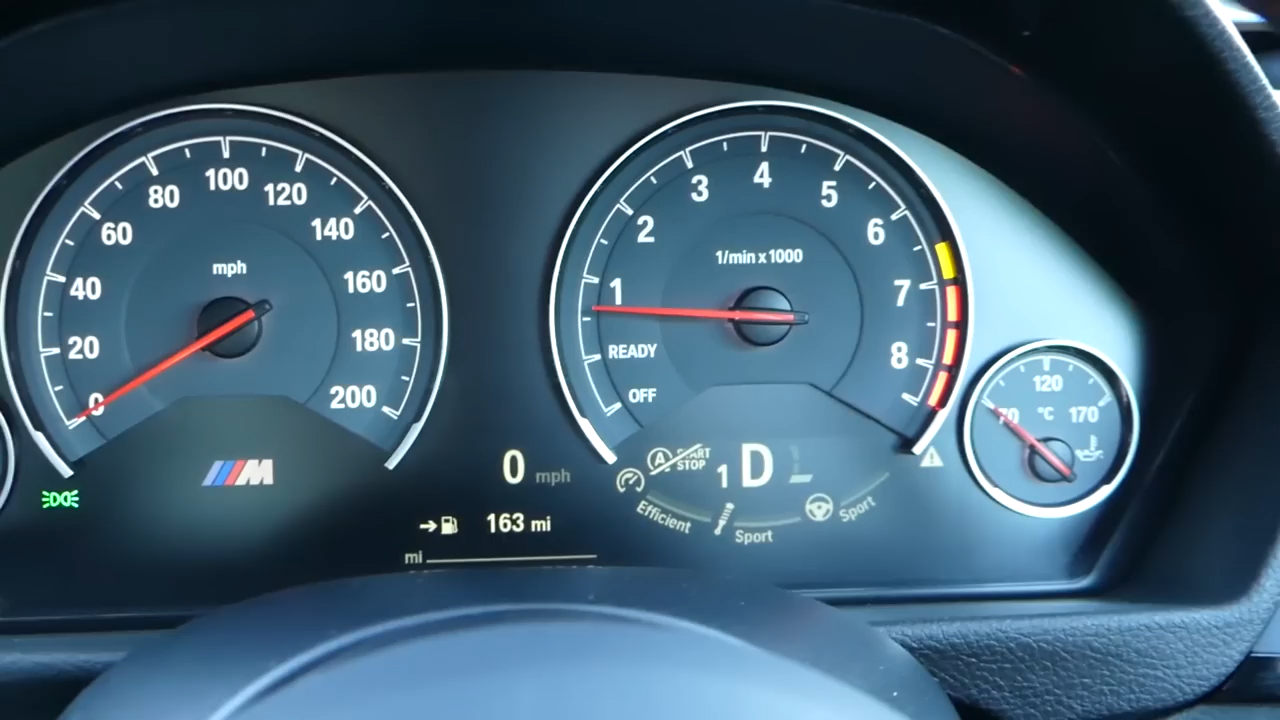 0
20
40
60
80
100
120
140
160
180
200
mph
M
OFF
READY
1
2
3
4
5
6
7
8
1/min x 1000
70
120
170
°C
0 mph
163 mi
mi
A
STOP
1 D
Efficient
Sport
Sport